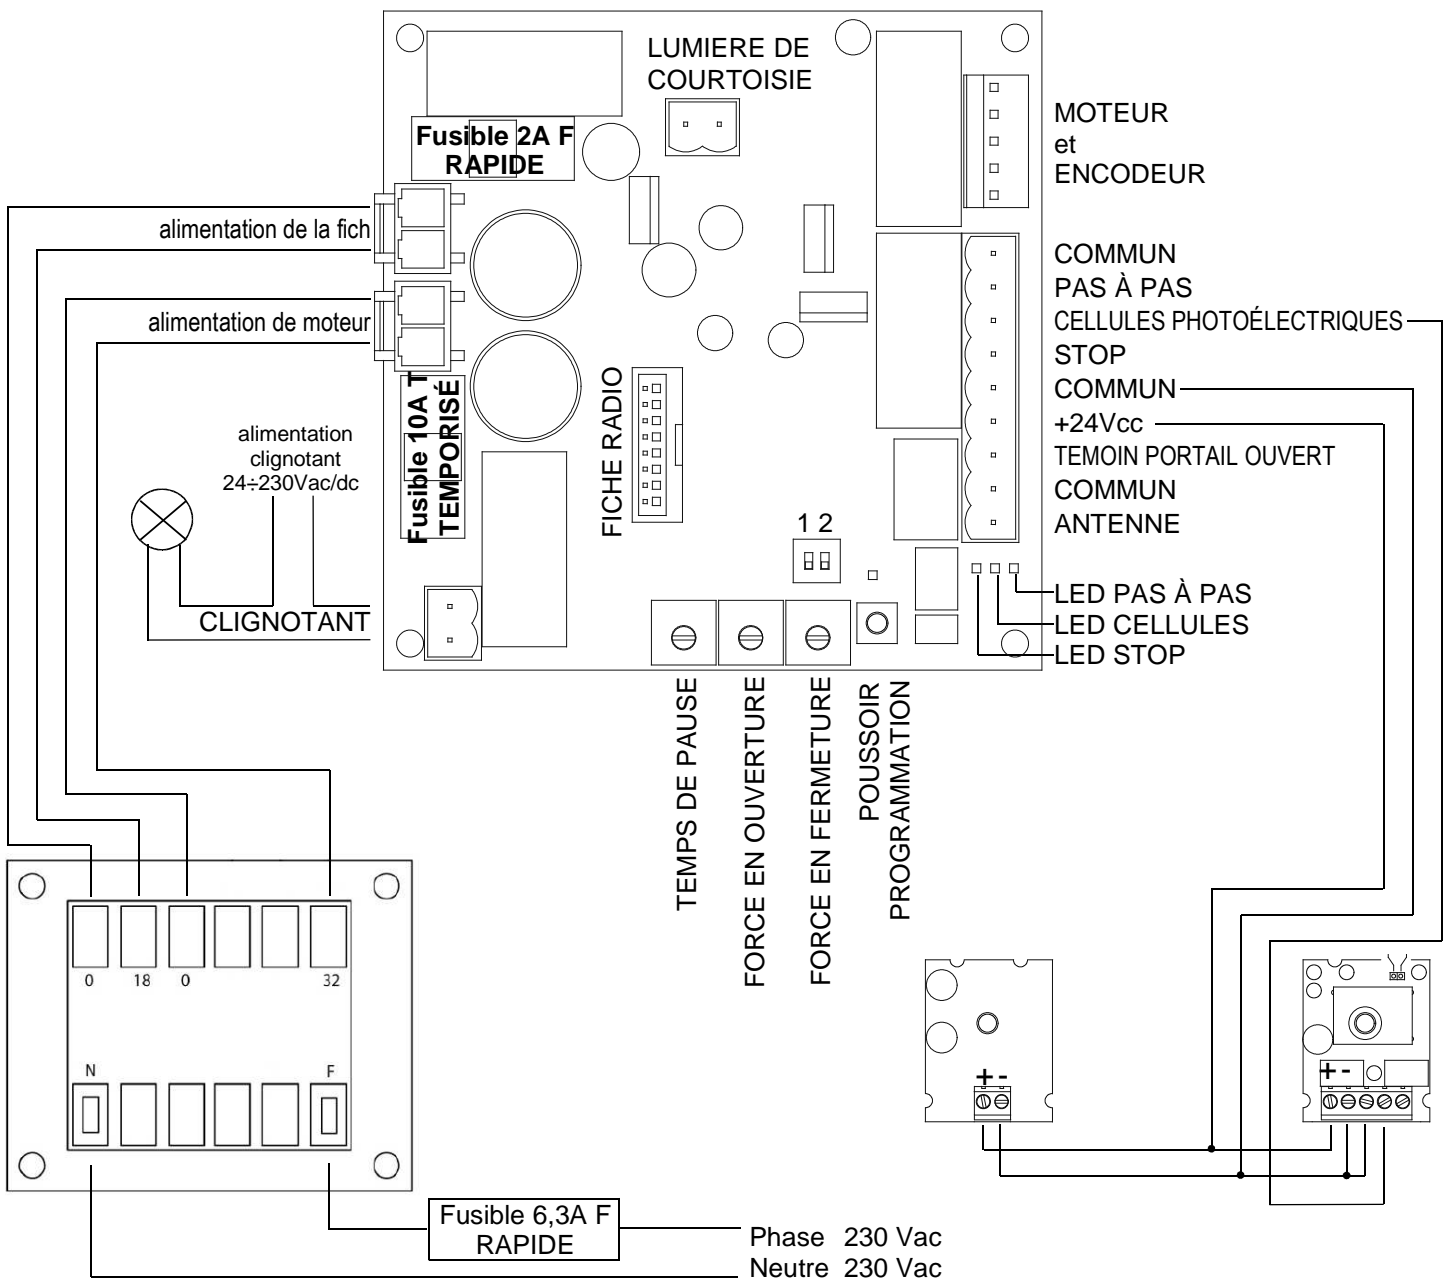 LUMIERE DE
COURTOISIE
Fusible 2A F
RAPIDE
MOTEUR
et
ENCODEUR
alimentation de la fich
alimentation de moteur
COMMUN
PAS À PAS
CELLULES PHOTOÉLECTRIQUES
STOP
COMMUN
+24Vcc
TEMOIN PORTAIL OUVERT
COMMUN
ANTENNE
Fusible 10A T
TEMPORISÉ
FICHE RADIO
alimentation
clignotant
24÷230Vac/dc
1 2
CLIGNOTANT
LED PAS À PAS
LED CELLULES
LED STOP
TEMPS DE PAUSE
FORCE EN OUVERTURE
FORCE EN FERMETURE
POUSSOIR
PROGRAMMATION
0 18 0 32
N F
+ -
+ -
Fusible 6,3A F
RAPIDE
Phase 230 Vac
Neutre 230 Vac